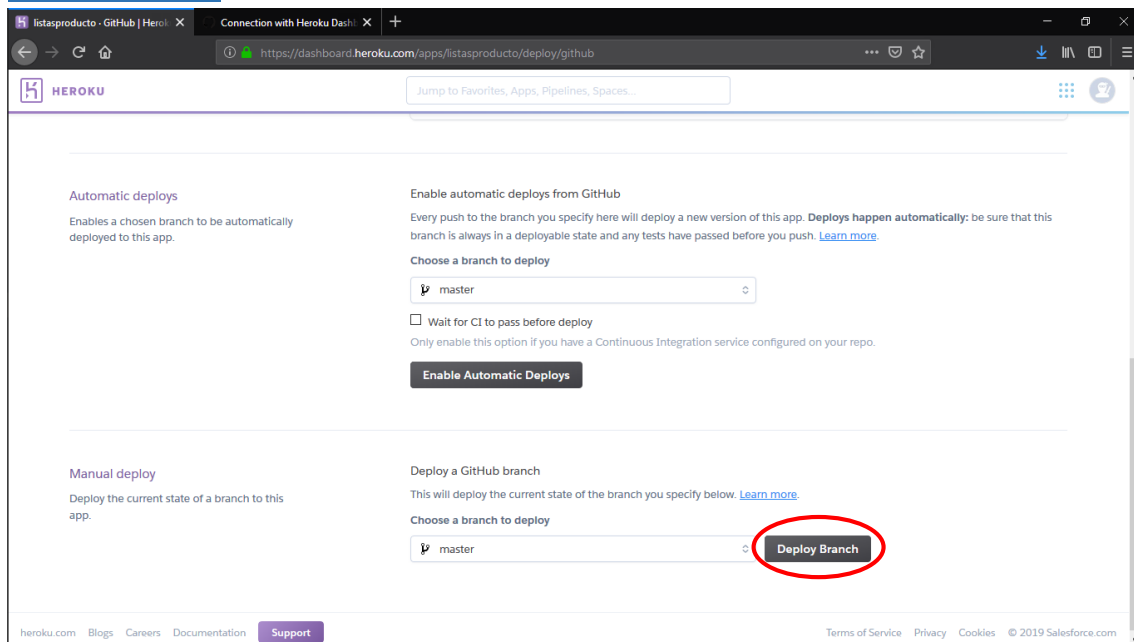 listasproducto - GitHub | Herok
Connection with Heroku Dashb
https://dashboard.heroku.com/apps/listasproducto/deploy/github
HEROKU
Jump to Favorites, Apps, Pipelines, Spaces...
Automatic deploys
Enables a chosen branch to be automatically
deployed to this app.
Enable automatic deploys from GitHub
Every push to the branch you specify here will deploy a new version of this app. Deploys happen automatically: be sure that this
branch is always in a deployable state and any tests have passed before you push. Learn more.
Choose a branch to deploy
master
Wait for CI to pass before deploy
Only enable this option if you have a Continuous Integration service configured on your repo.
Enable Automatic Deploys
Manual deploy
Deploy the current state of a branch to this
app.
Deploy a GitHub branch
This will deploy the current state of the branch you specify below. Learn more.
Choose a branch to deploy
master
Deploy Branch
heroku.com Blogs Careers Documentation Support
Terms of Service Privacy Cookies © 2019 Salesforce.com